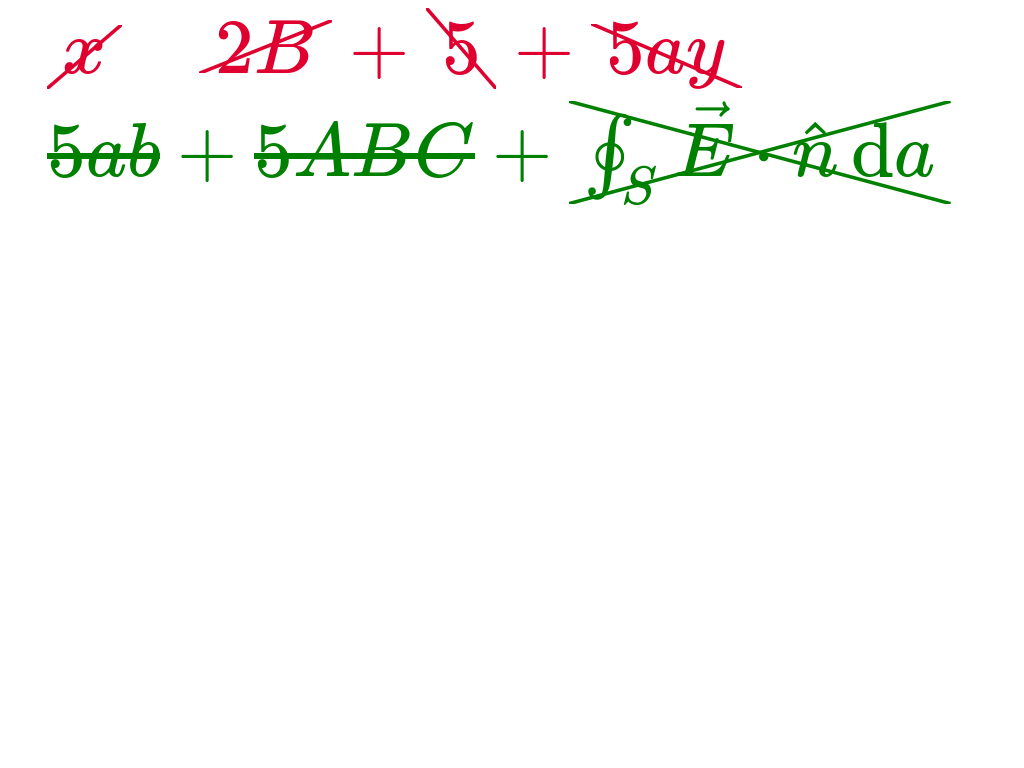 x 2B + 5 + 5ay
5ab + 5ABC + ∮_S E⃗ • n̂ da